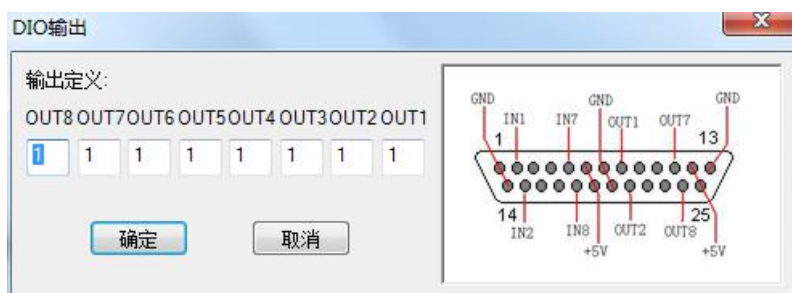 DIO输出
X
输出定义:
OUT8 OUT7 OUT6 OUT5 OUT4 OUT3 OUT2 OUT1
1 1 1 1 1 1 1 1
确定 取消
GND GND GND
IN1 IN7 OUT1 OUT7
1 13
14 25
IN2 IN8 OUT2 OUT8
+5V +5V